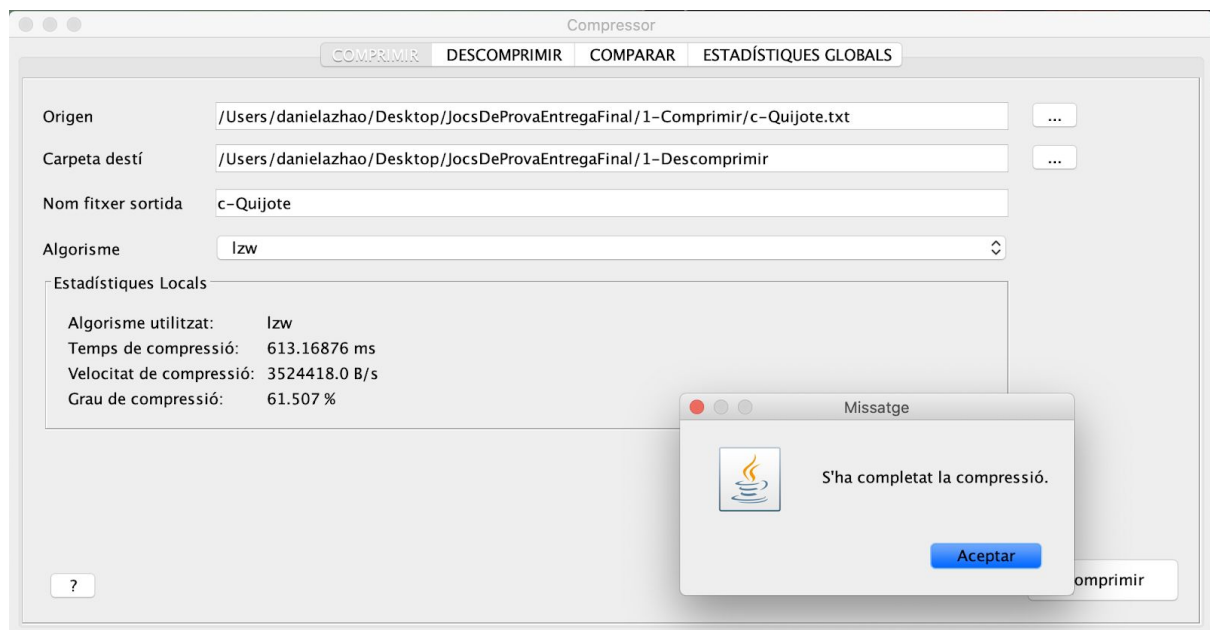 Compressor
COMPRIMIR DESCOMPRIMIR COMPARAR ESTADÍSTIQUES GLOBALS
Origen /Users/danielazhao/Desktop/JocsDeProvaEntregaFinal/1-Comprimir/c-Quijote.txt ...
Carpeta destí /Users/danielazhao/Desktop/JocsDeProvaEntregaFinal/1-Descomprimir ...
Nom fitxer sortida c-Quijote
Algorisme lzw
Estadístiques Locals
Algorisme utilitzat: lzw
Temps de compressió: 613.16876 ms
Velocitat de compressió: 3524418.0 B/s
Grau de compressió: 61.507 %
Missatge
S'ha completat la compressió.
Aceptar
? omprimir